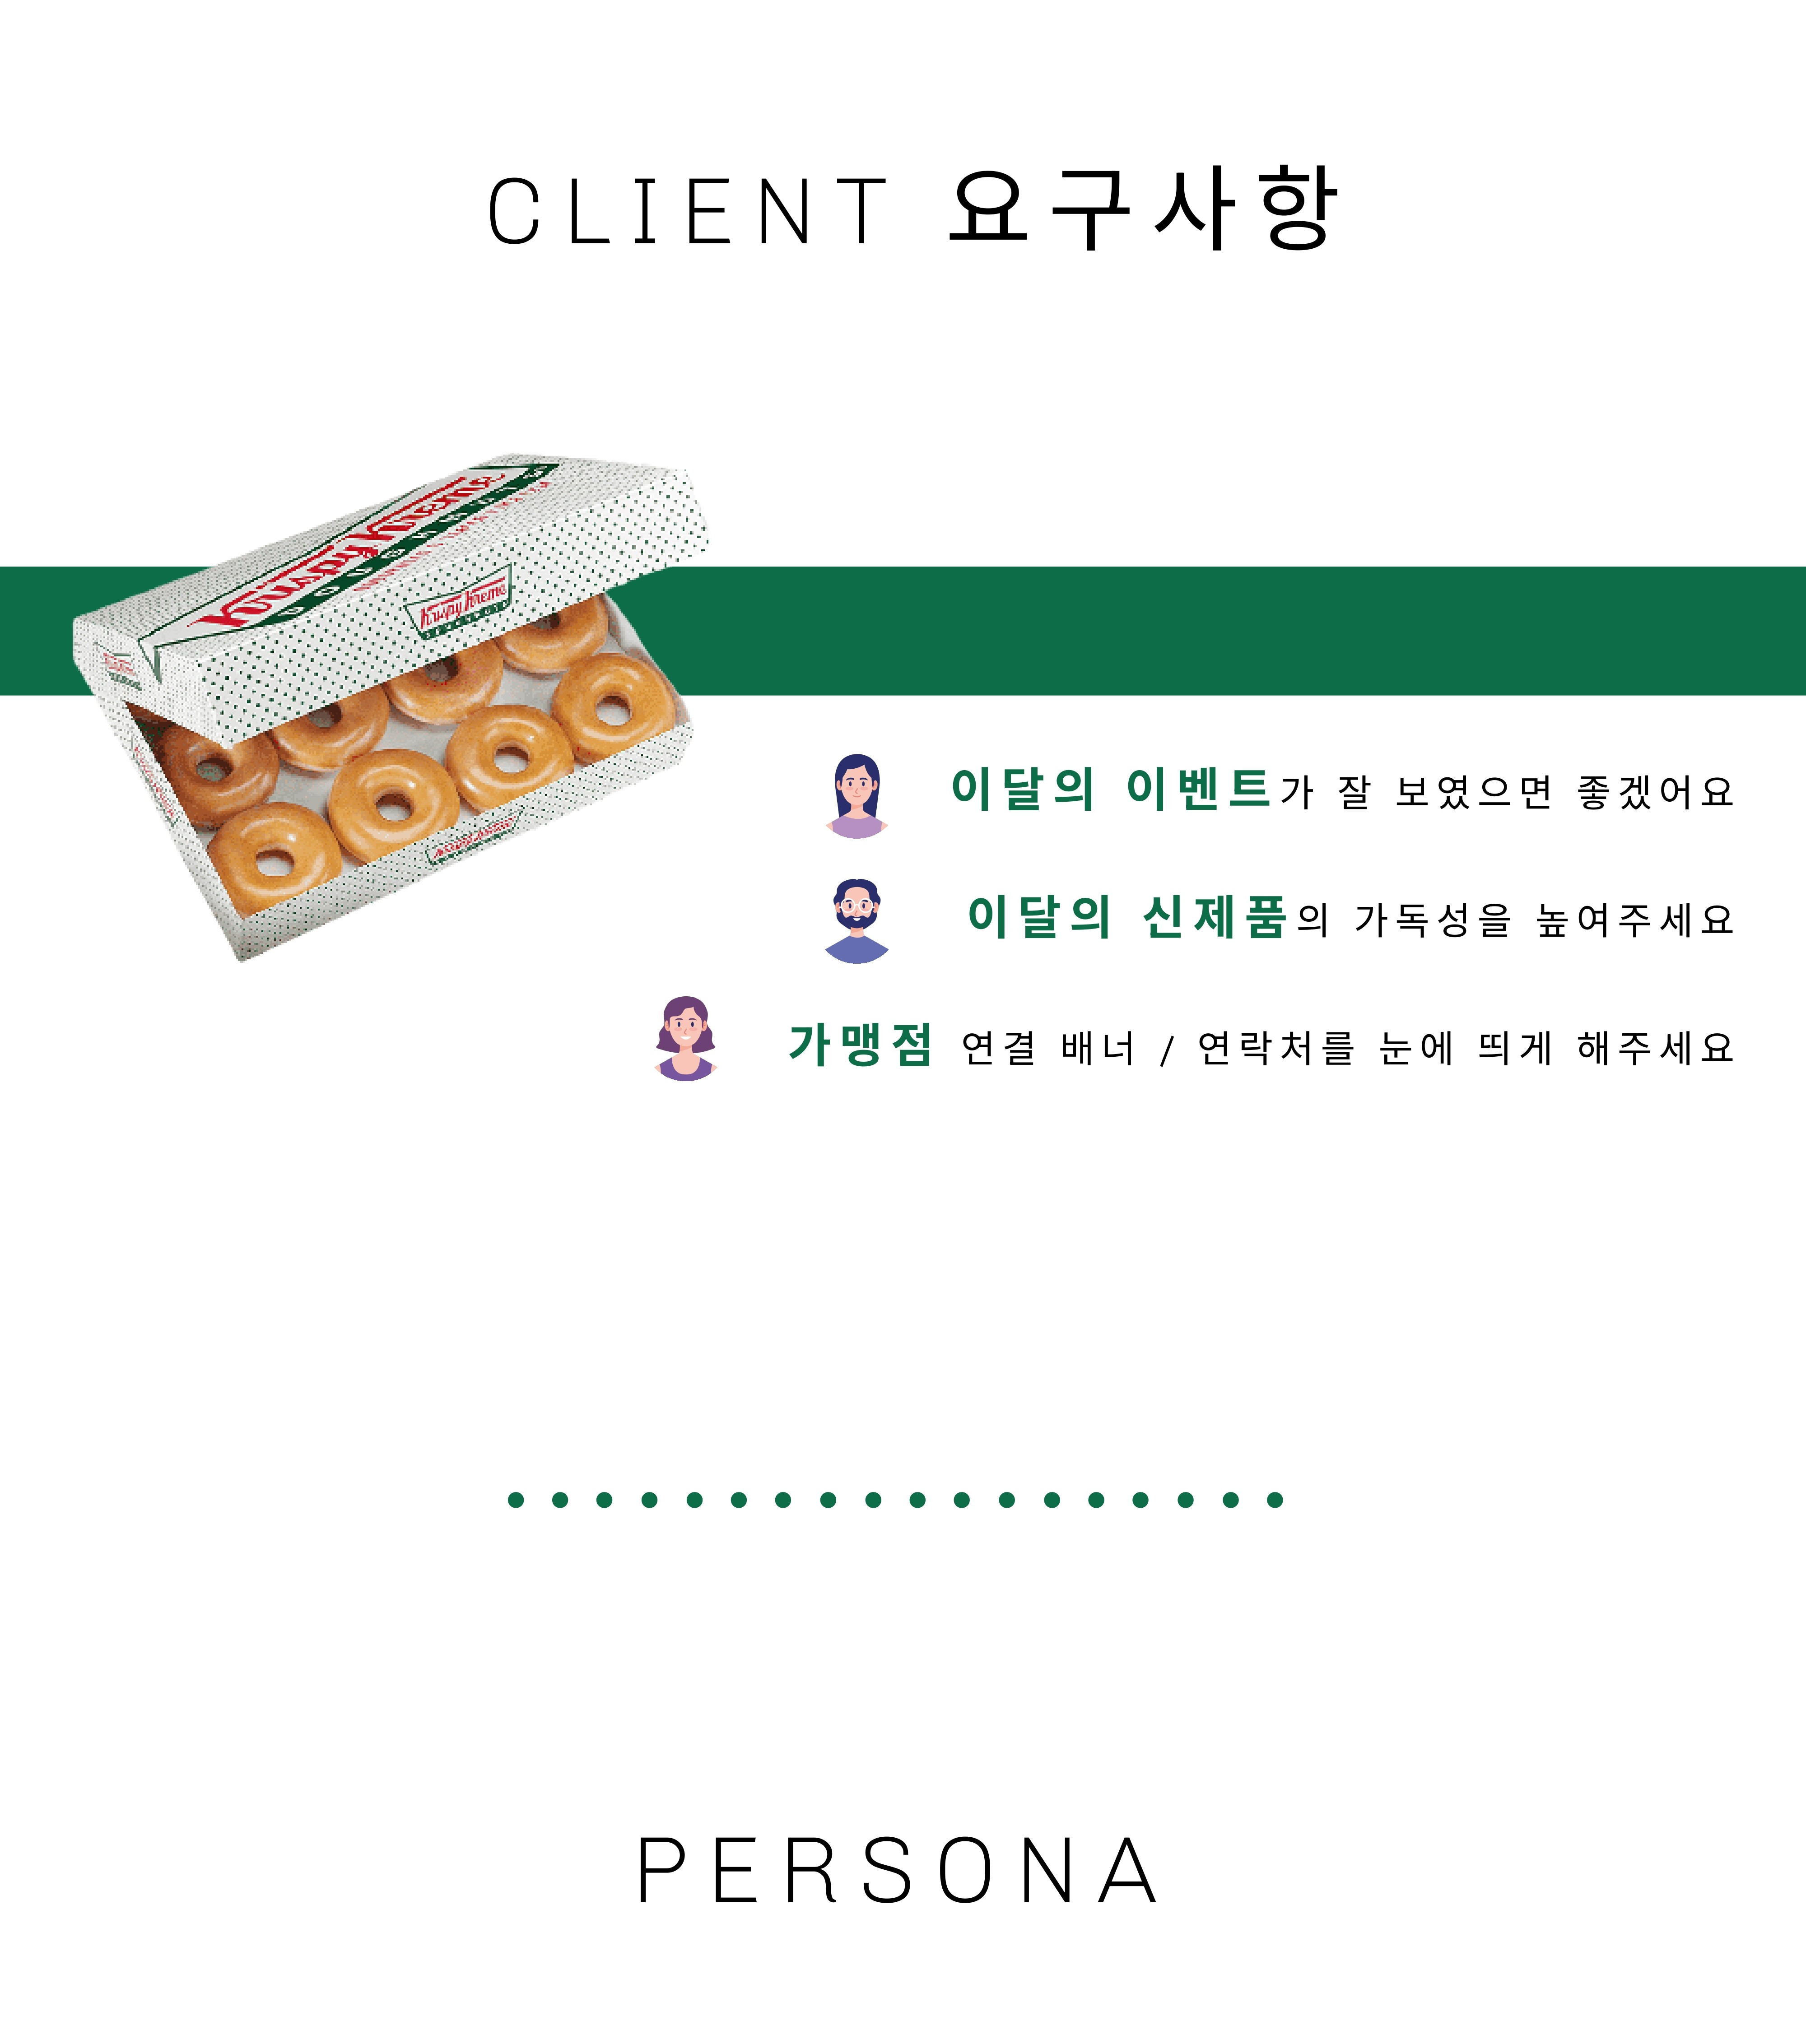 CLIENT 요구사항
Krispy Kreme
DOUGHNUTS
Krispy Kreme
DOUGHNUTS
이달의 이벤트가 잘 보였으면 좋겠어요
이달의 신제품의 가독성을 높여주세요
가맹점 연결 배너 / 연락처를 눈에 띄게 해주세요
PERSONA